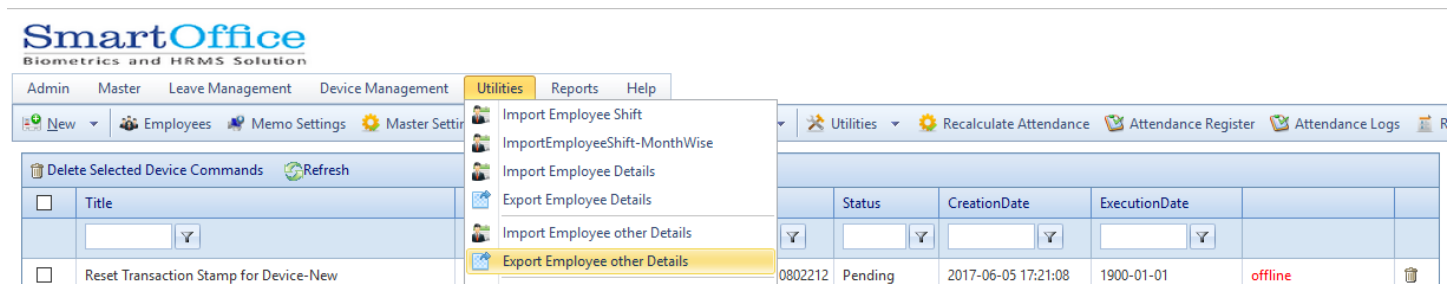 SmartOffice
Biometrics and HRMS Solution
Admin Master Leave Management Device Management Utilities Reports Help
New Employees Memo Settings Master Utilities Recalculate Attendance Attendance Register Attendance Logs
Import Employee Shift
ImportEmployeeShift-MonthWise
Import Employee Details
Export Employee Details
Import Employee other Details
Export Employee other Details
Delete Selected Device Commands Refresh
Title Status CreationDate ExecutionDate
Reset Transaction Stamp for Device-New 0802212 Pending 2017-06-05 17:21:08 1900-01-01 offline